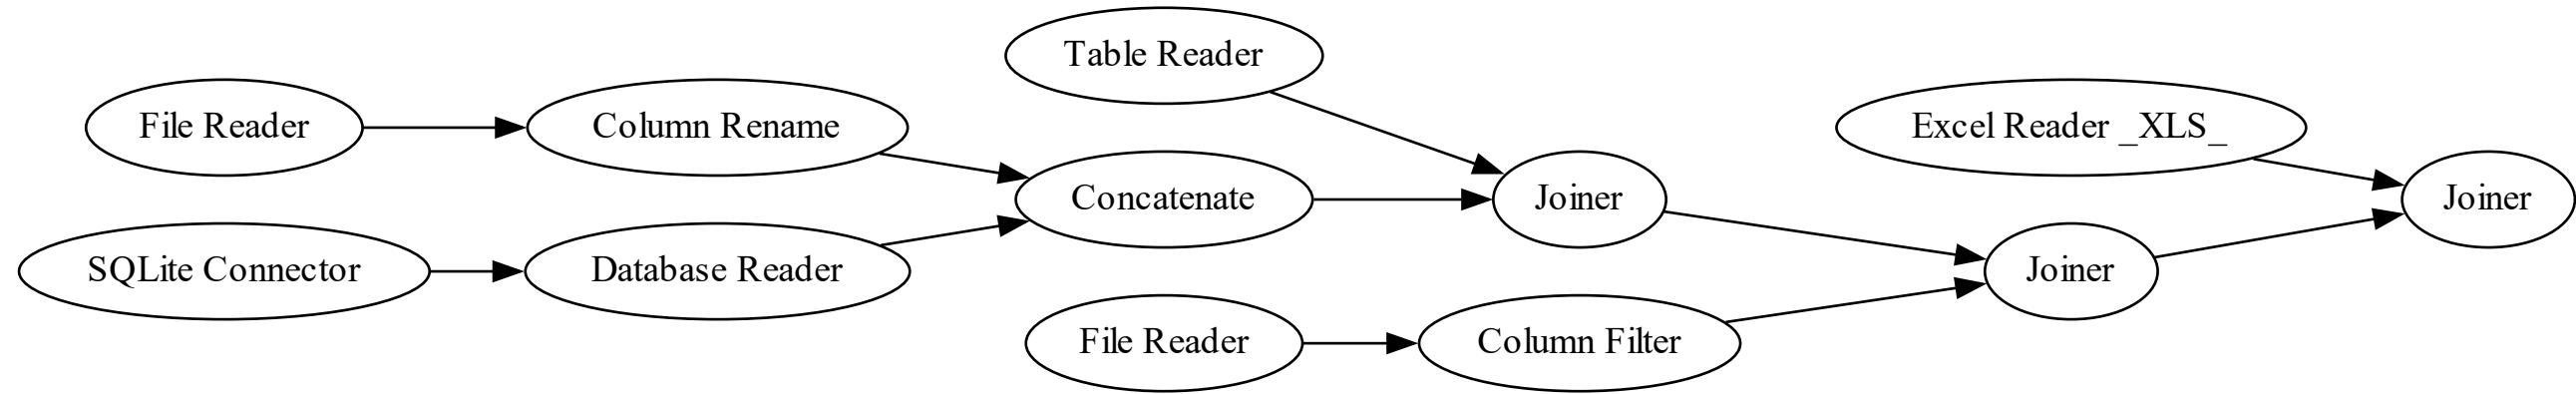 Table Reader
File Reader
Column Rename
Excel Reader _XLS_
Concatenate
Joiner
Joiner
SQLite Connector
Database Reader
Joiner
File Reader
Column Filter